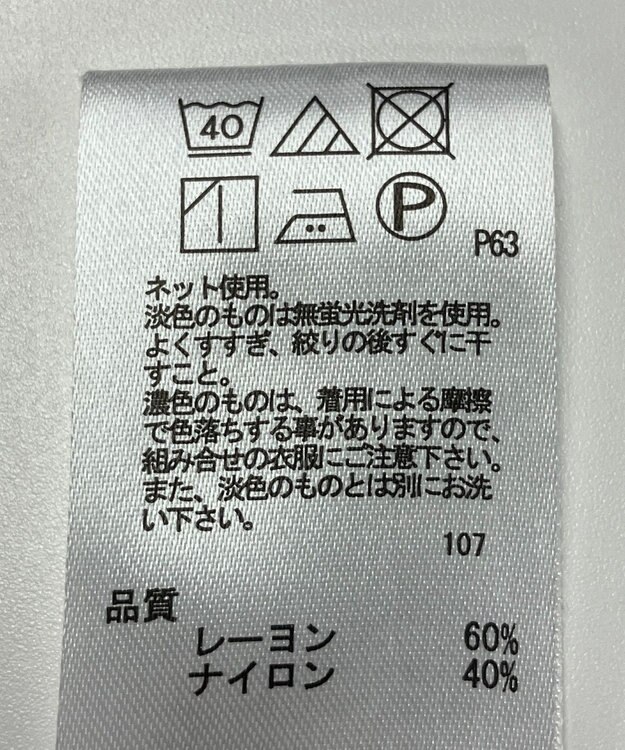 40
P
P63
ネット使用。
淡色のものは無蛍光洗剤を使用。
よくすすぎ、絞りの後すぐに干
すこと。
濃色のものは、着用による摩擦
で色落ちする事がありますので、
組み合せの衣服にご注意下さい。
また、淡色のものとは別にお洗
い下さい。
107
品質
レーヨン 60%
ナイロン 40%